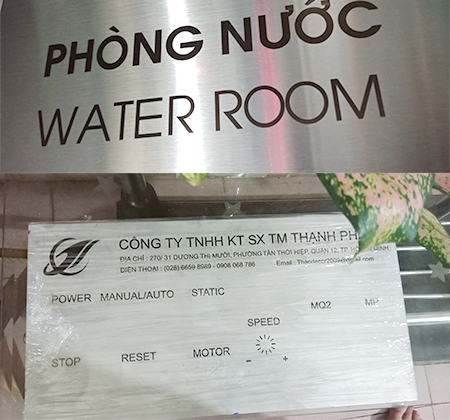 PHÒNG NƯỚC
WATER ROOM
CÔNG TY TNHH KT SX TM THẠNH PH
ĐỊA CHỈ : 270/ 31 DƯƠNG THỊ MƯỜI, PHƯỜNG TÂN THỚI HIỆP, QUẬN 12, TP.
ĐIỆN THOẠI : (028) 6659 8989 - 0908 068 786 Email :
POWER MANUAL/AUTO STATIC
MQ2
SPEED
STOP RESET MOTOR - +